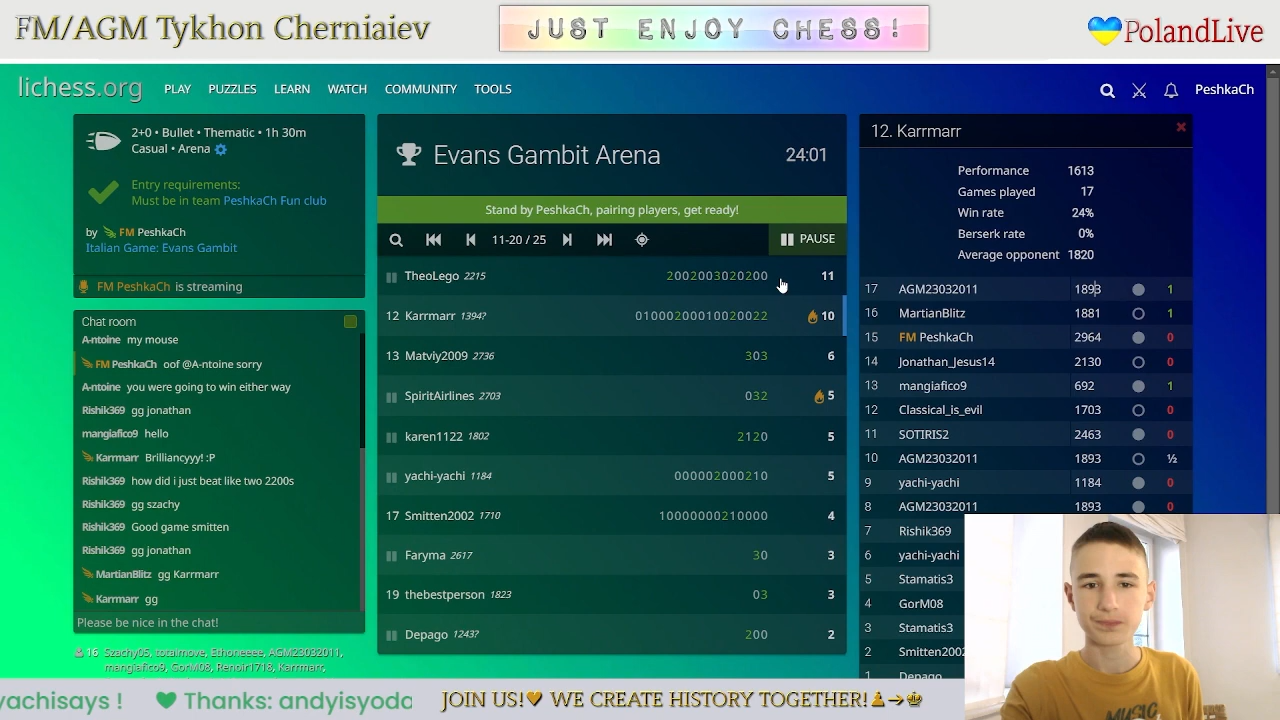 FM/AGM Tykhon Cherniaiev
JUST ENJOY CHESS!
PolandLive
lichess.org
PLAY PUZZLES LEARN WATCH COMMUNITY TOOLS
PeshkaCh
2+0 • Bullet • Thematic • 1h 30m
Casual • Arena
Entry requirements:
Must be in team PeshkaCh Fun club
by FM PeshkaCh
Italian Game: Evans Gambit
FM PeshkaCh is streaming
Chat room
A-ntoine my mouse
FM PeshkaCh oof @A-ntoine sorry
A-ntoine you were going to win either way
Rishik369 gg jonathan
mangiafico9 hello
Karrmarr Brilliancyyy! :P
Rishik369 how did i just beat like two 2200s
Rishik369 gg szachy
Rishik369 Good game smitten
Rishik369 gg jonathan
MartianBlitz gg Karrmarr
Karrmarr gg
Please be nice in the chat!
16 Szachy05, totalmove, Ethoneeee, AGM23032011,
mangiafico9, GorM08, Renoir1718, Karrmarr,
Evans Gambit Arena 24:01
Stand by PeshkaCh, pairing players, get ready!
11-20 / 25 PAUSE
TheoLego 2215 2002003020200 11
12 Karrmarr 1394? 01000200010020022 10
13 Matviy2009 2736 303 6
SpiritAirlines 2703 032 5
karen1122 1802 2120 5
yachi-yachi 1184 000002000210 5
17 Smitten2002 1710 10000000210000 4
Faryma 2617 30 3
19 thebestperson 1823 03 3
Depago 1243? 200 2
12. Karrmarr
Performance 1613
Games played 17
Win rate 24%
Berserk rate 0%
Average opponent 1820
17 AGM23032011 1893 1
16 MartianBlitz 1881 1
15 FM PeshkaCh 2964 0
14 Jonathan_Jesus14 2130 0
13 mangiafico9 692 1
12 Classical_is_evil 1703 0
11 SOTIRIS2 2463 0
10 AGM23032011 1893 ½
9 yachi-yachi 1184 0
8 AGM23032011 1893
7 Rishik369
6 yachi-yachi
5 Stamatis3
4 GorM08
3 Stamatis3
2 Smitten2002
1 Depago
MUSIC
yachisays ! Thanks: andyisyoda
JOIN US! WE CREATE HISTORY TOGETHER!